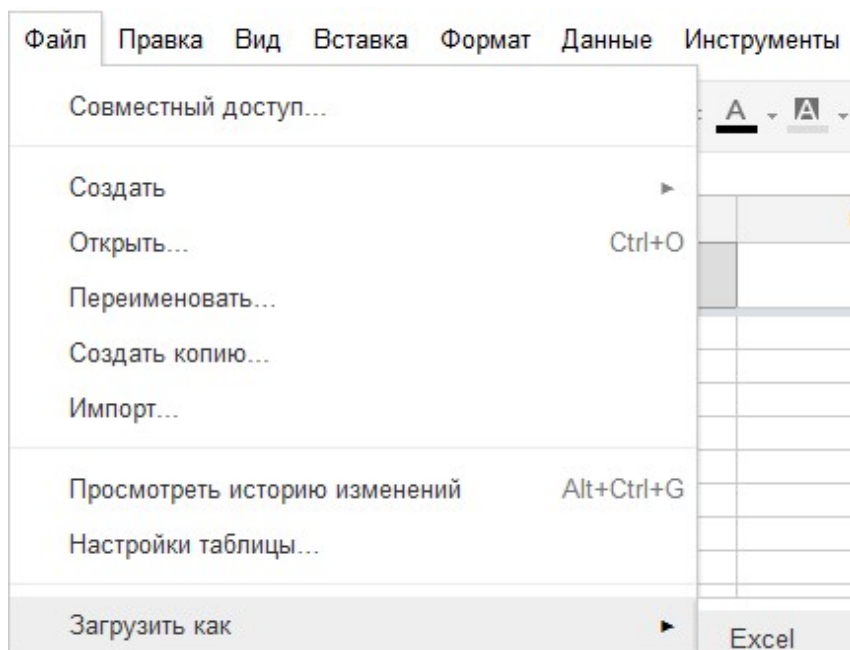 Файл Правка Вид Вставка Формат Данные Инструменты
Совместный доступ...
A A
Создать ►
Открыть... Ctrl+O
Переименовать...
Создать копию...
Импорт...
Просмотреть историю изменений Alt+Ctrl+G
Настройки таблицы...
Загрузить как ► Excel